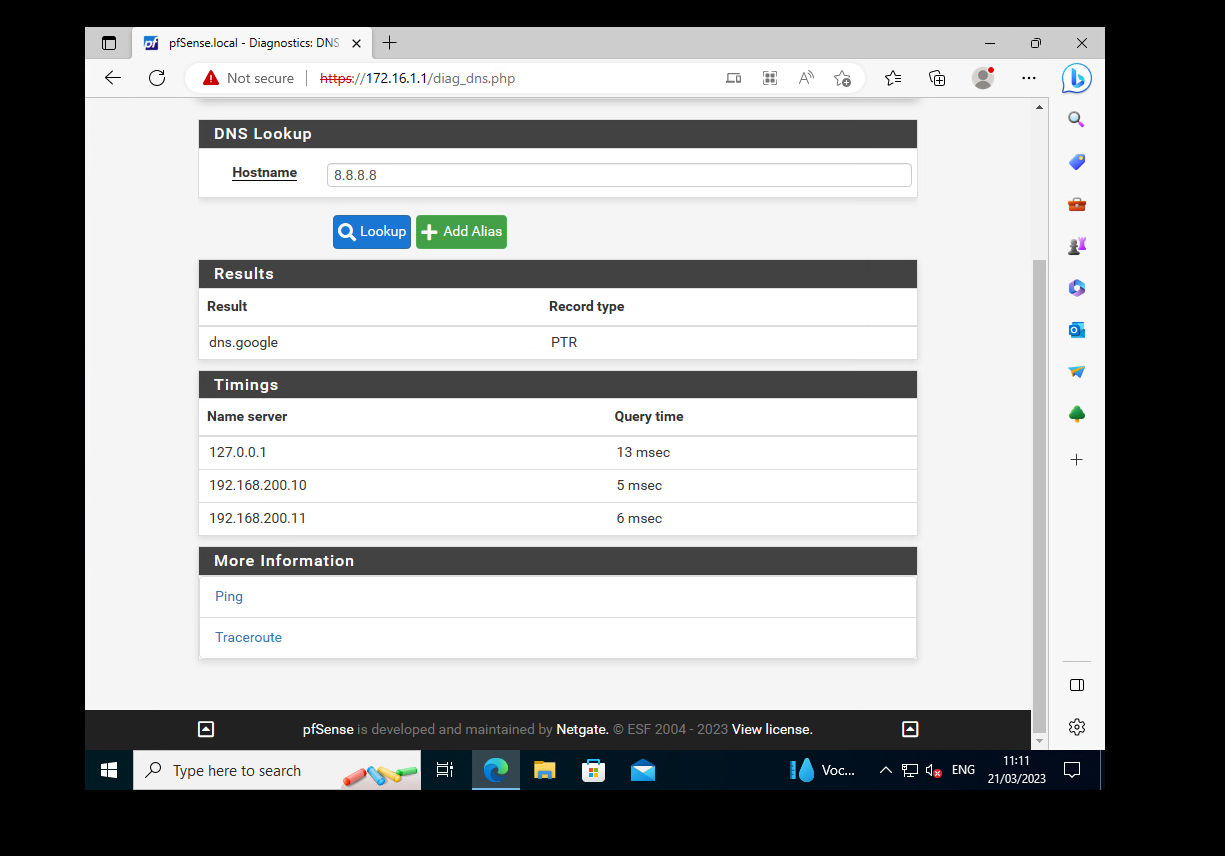 pfSense.local - Diagnostics: DNS
Not secure https://172.16.1.1/diag_dns.php
DNS Lookup
Hostname 8.8.8.8
Lookup Add Alias
Results
Result Record type
dns.google PTR
Timings
Name server Query time
127.0.0.1 13 msec
192.168.200.10 5 msec
192.168.200.11 6 msec
More Information
Ping
Traceroute
pfSense is developed and maintained by Netgate. © ESF 2004 - 2023 View license.
Type here to search Voc... ENG 11:11
21/03/2023